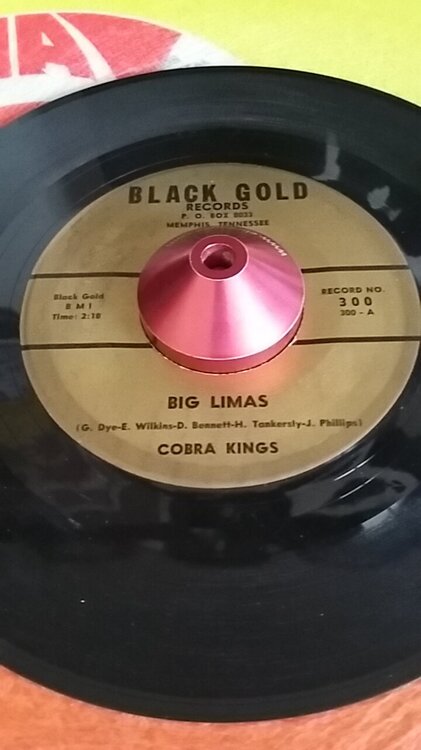 BLACK GOLD
RECORDS
P. O. BOX 8033
MEMPHIS, TENNESSEE
Black Gold
B M I
Time: 2:18
RECORD NO.
300
300 - A
BIG LIMAS
(G. Dye-E. Wilkins-D. Bennett-H. Tankersly-J. Phillips)
COBRA KINGS